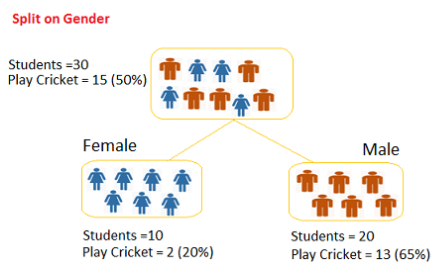 Split on Gender
Students =30
Play Cricket = 15 (50%)
Female
Male
Students =10
Play Cricket = 2 (20%)
Students = 20
Play Cricket = 13 (65%)